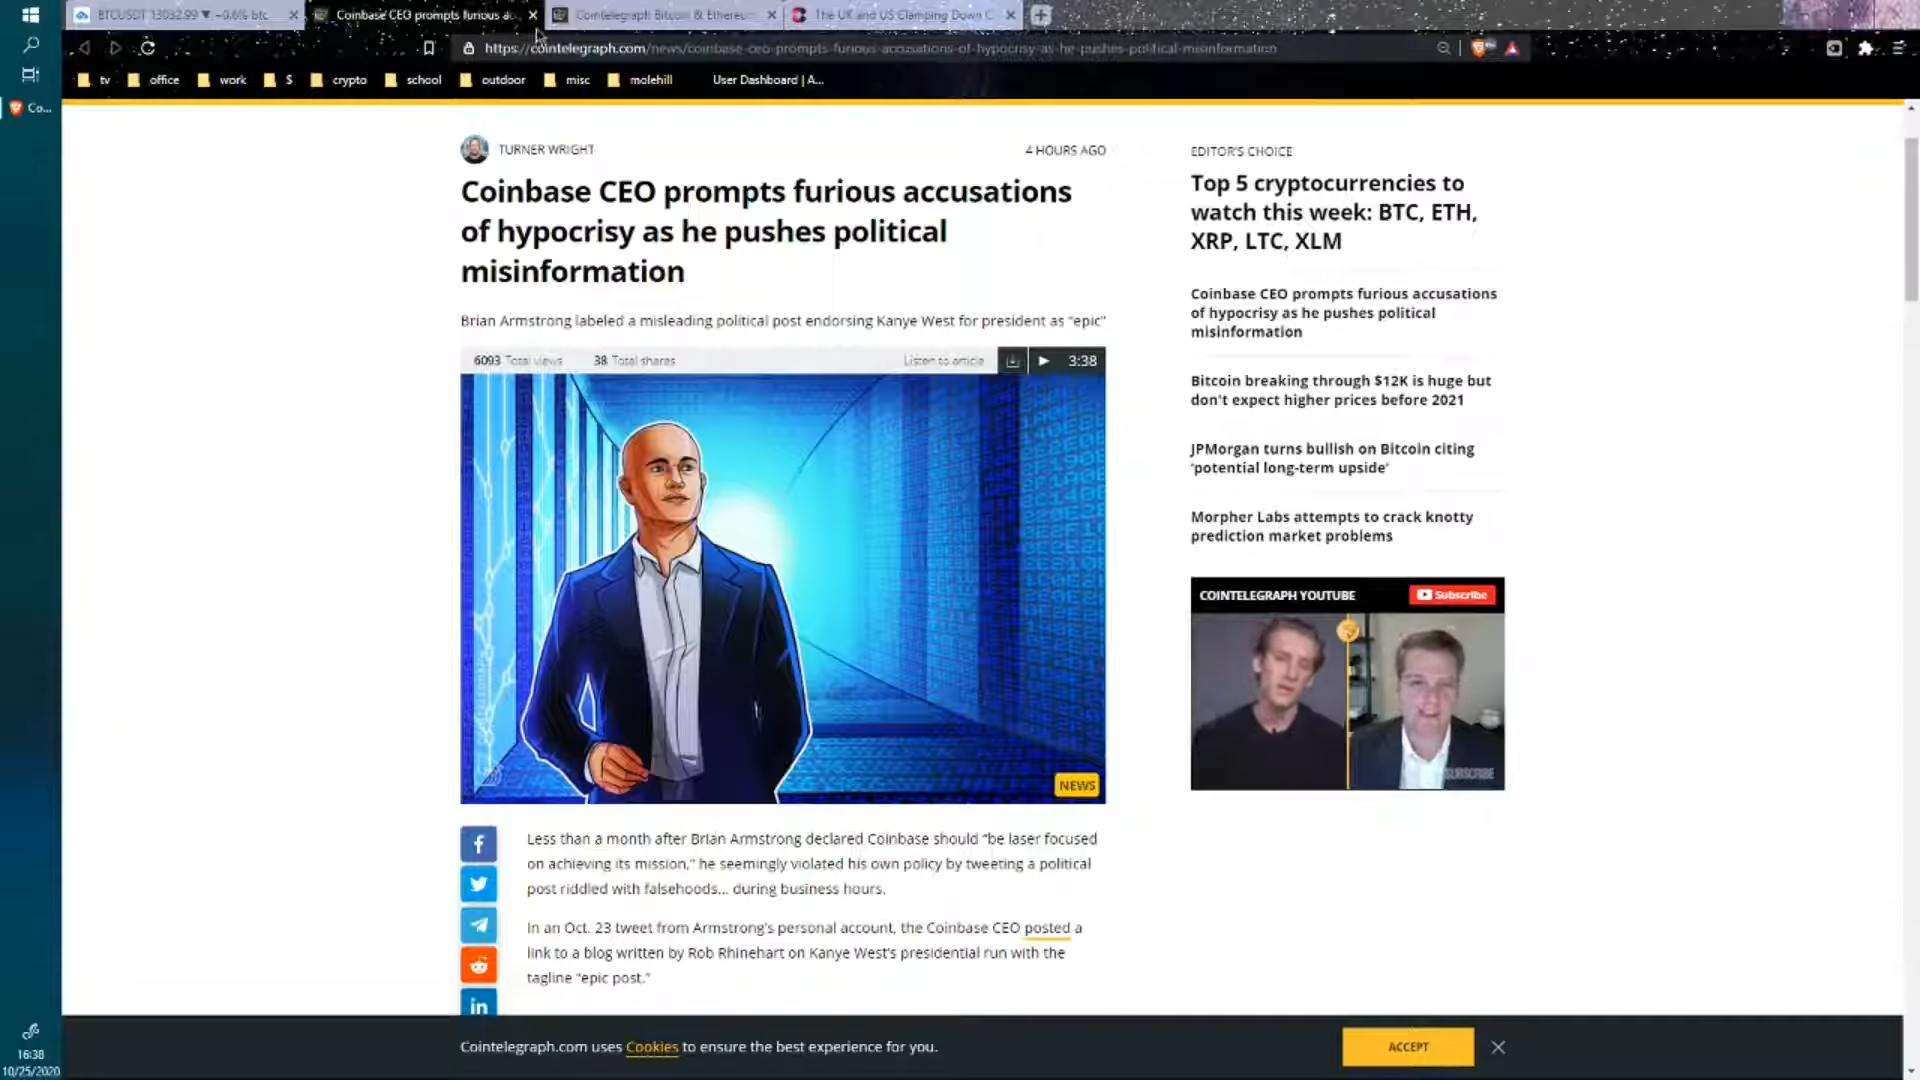 BTCUSDT 13032.99 ▼ −0.6% btc
Coinbase CEO prompts furious ac
Cointelegraph Bitcoin & Ethereum
The UK and US Clamping Down C
https://cointelegraph.com/news/coinbase-ceo-prompts-furious-accusations-of-hypocrisy-as-he-pushes-political-misinformation
tv office work $ crypto school outdoor misc molehill User Dashboard | A...
Co...
TURNER WRIGHT
4 HOURS AGO
Coinbase CEO prompts furious accusations
of hypocrisy as he pushes political
misinformation
Brian Armstrong labeled a misleading political post endorsing Kanye West for president as “epic”
6093 Total views 38 Total shares Listen to article 3:38
NEWS
Less than a month after Brian Armstrong declared Coinbase should “be laser focused
on achieving its mission,” he seemingly violated his own policy by tweeting a political
post riddled with falsehoods... during business hours.
In an Oct. 23 tweet from Armstrong’s personal account, the Coinbase CEO posted a
link to a blog written by Rob Rhinehart on Kanye West’s presidential run with the
tagline “epic post.”
EDITOR'S CHOICE
Top 5 cryptocurrencies to
watch this week: BTC, ETH,
XRP, LTC, XLM
Coinbase CEO prompts furious accusations
of hypocrisy as he pushes political
misinformation
Bitcoin breaking through $12K is huge but
don't expect higher prices before 2021
JPMorgan turns bullish on Bitcoin citing
‘potential long-term upside’
Morpher Labs attempts to crack knotty
prediction market problems
COINTELEGRAPH YOUTUBE
Subscribe
SUBSCRIBE
Cointelegraph.com uses Cookies to ensure the best experience for you.
ACCEPT
16:38
10/25/2020